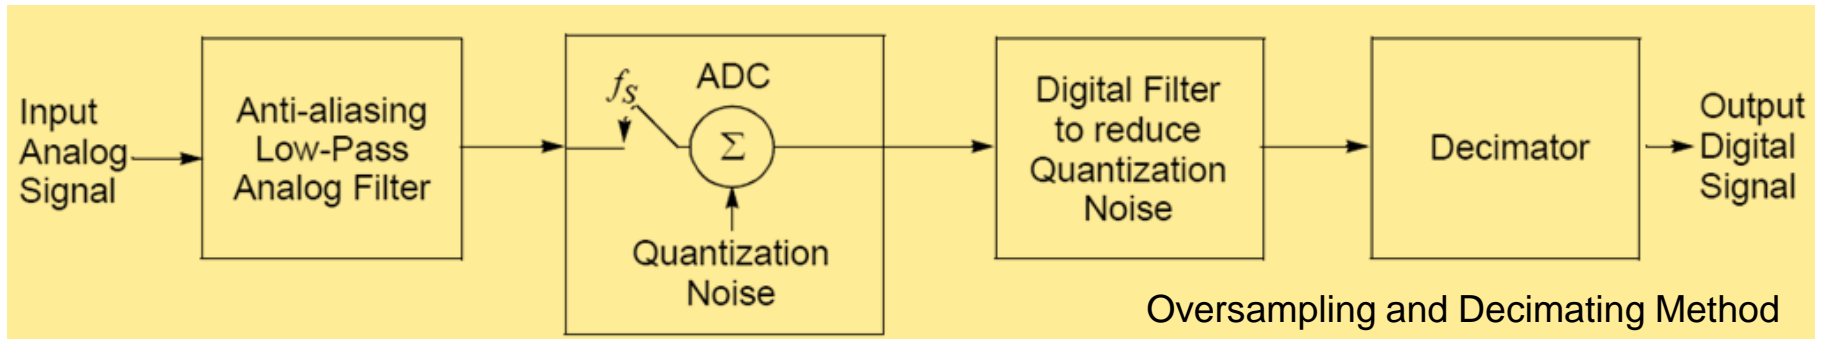 Input
Analog
Signal
Anti-aliasing
Low-Pass
Analog Filter
fS
ADC
Σ
Quantization
Noise
Digital Filter
to reduce
Quantization
Noise
Decimator
Output
Digital
Signal
Oversampling and Decimating Method